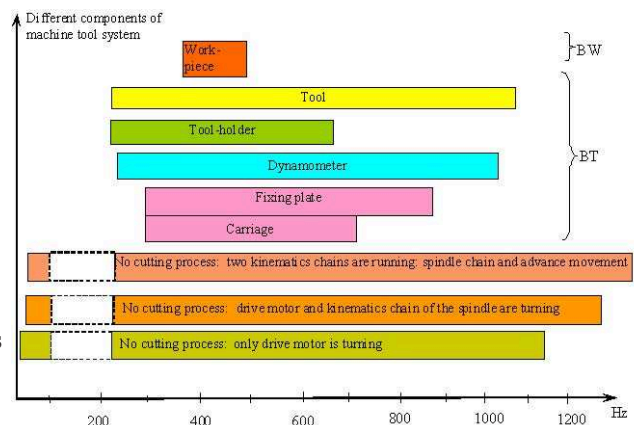 Different components of
machine tool system
Work-
piece
BW
Tool
Tool-holder
BT
Dynamometer
Fixing plate
Carriage
No cutting process: two kinematics chains are running: spindle chain and advance movement
No cutting process: drive motor and kinematics chain of the spindle are turning
No cutting process: only drive motor is turning
200 400 600 800 1000 1200 Hz